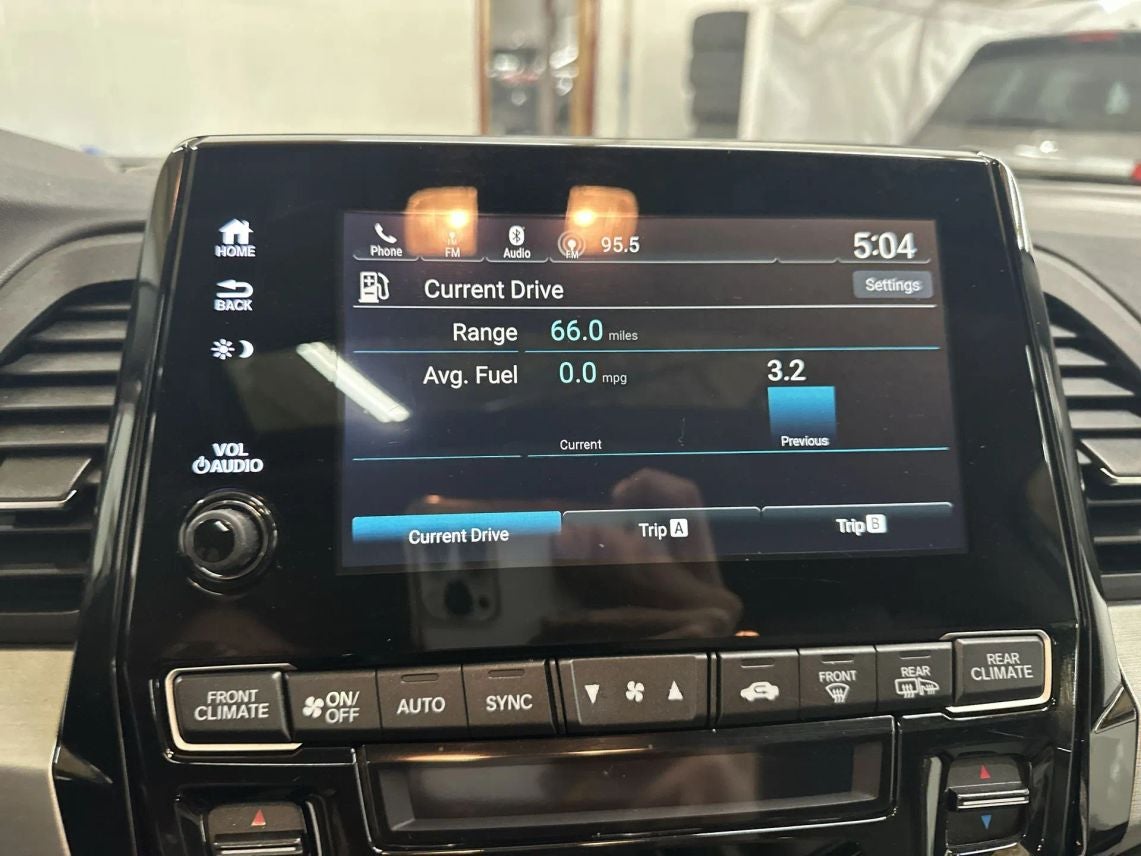 HOME
BACK
VOL
AUDIO
Phone
FM
Audio
FM
95.5
5:04
Current Drive
Settings
Range 66.0 miles
Avg. Fuel 0.0 mpg
3.2
Current
Previous
Current Drive
Trip A
Trip B
FRONT
CLIMATE
ON/
OFF
AUTO
SYNC
FRONT
REAR
REAR
CLIMATE